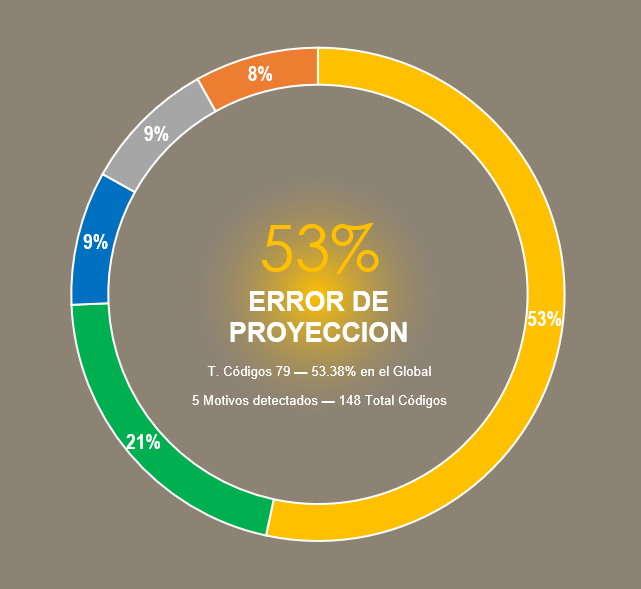 8%
9%
9%
53%
ERROR DE
PROYECCION
53%
T. Códigos 79 — 53.38% en el Global
5 Motivos detectados — 148 Total Códigos
21%